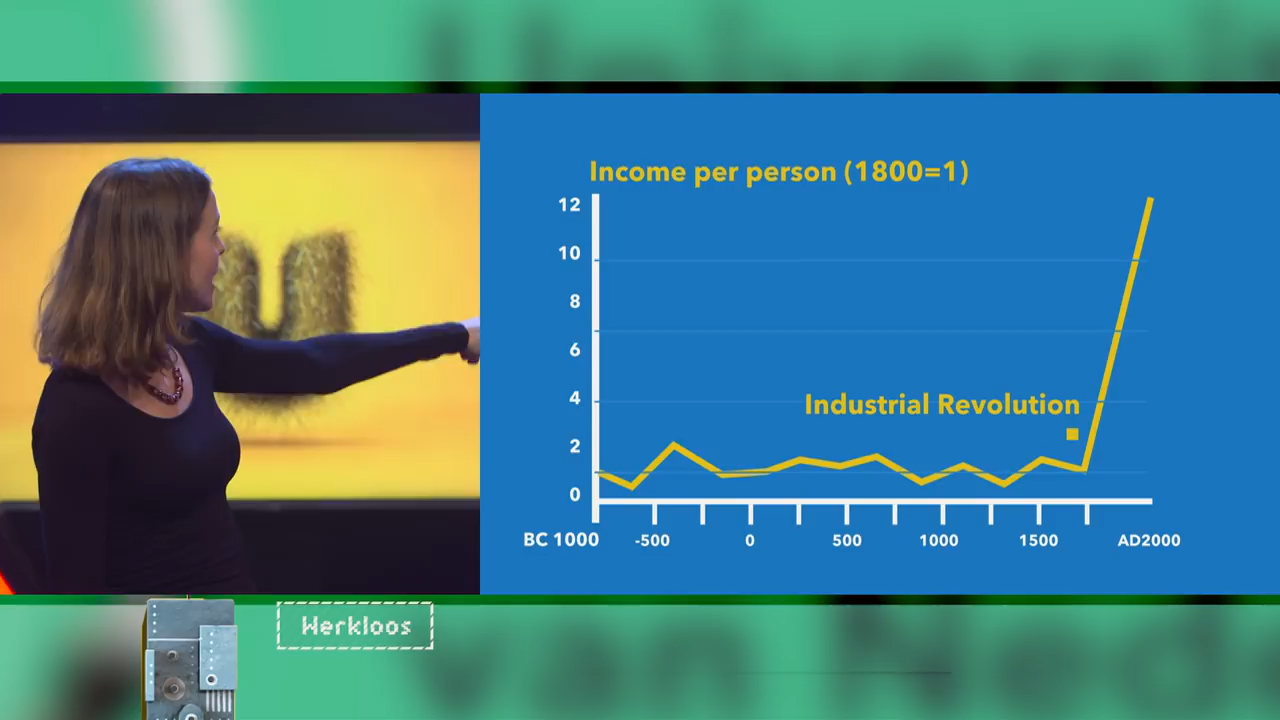 Income per person (1800=1)
12
10
8
6
4
2
0
Industrial Revolution
BC 1000 -500 0 500 1000 1500 AD2000
u
Werkloos
van